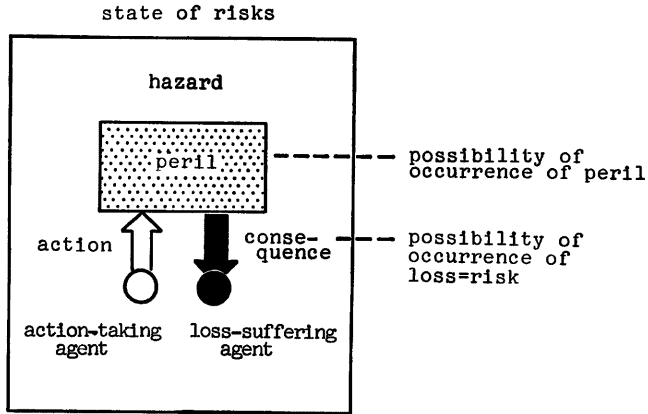 state of risks
hazard
peril
possibility of
occurrence of peril
action
conse-
quence
possibility of
occurrence of
loss=risk
action-taking
agent
loss-suffering
agent